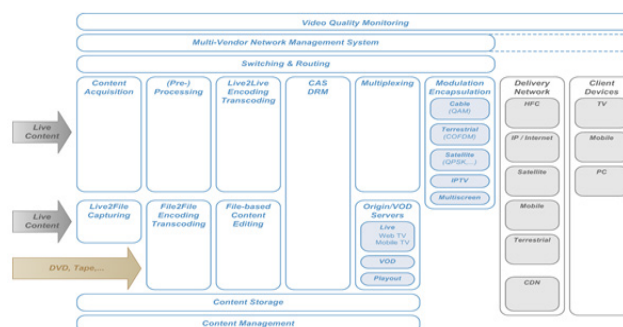 Video Quality Monitoring
Multi-Vendor Network Management System
Switching & Routing
Content
Acquisition
(Pre-)
Processing
Live2Live
Encoding
Transcoding
CAS
DRM
Multiplexing
Modulation
Encapsulation
Delivery
Network
Client
Devices
Cable
(QAM)
Terrestrial
(COFDM)
Satellite
(QPSK,...)
IPTV
Multiscreen
HFC
IP / Internet
Satellite
Mobile
Terrestrial
CDN
TV
Mobile
PC
Live
Content
Live2File
Capturing
File2File
Encoding
Transcoding
File-based
Content
Editing
Origin/VOD
Servers
Live
Web TV
Mobile TV
VOD
Playout
Live
Content
DVD, Tape,...
Content Storage
Content Management